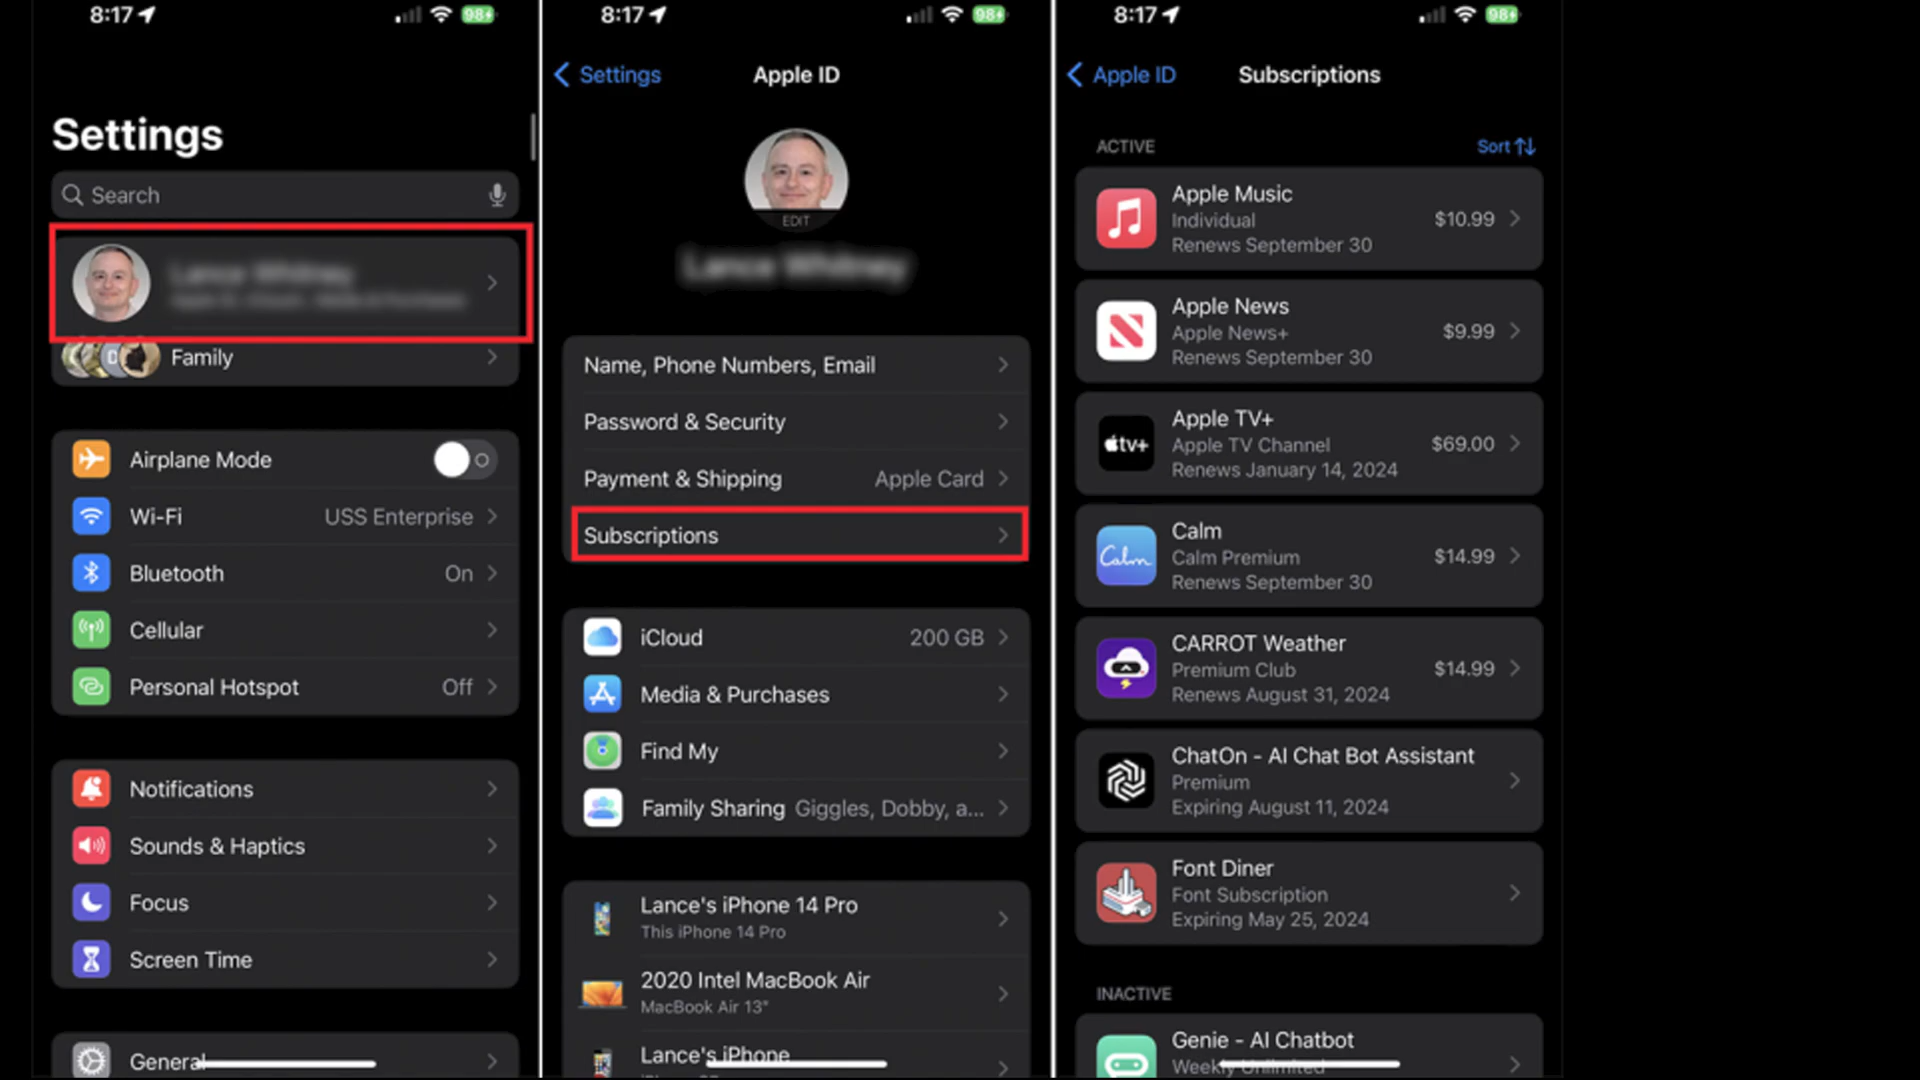 8:17
98
Settings
Search
Family
Airplane Mode
Wi-Fi USS Enterprise
Bluetooth On
Cellular
Personal Hotspot Off
Notifications
Sounds & Haptics
Focus
Screen Time
General
8:17
98
Settings Apple ID
EDIT
Lance Whitney
Name, Phone Numbers, Email
Password & Security
Payment & Shipping Apple Card
Subscriptions
iCloud 200 GB
Media & Purchases
Find My
Family Sharing Giggles, Dobby, a...
Lance's iPhone 14 Pro
This iPhone 14 Pro
2020 Intel MacBook Air
MacBook Air 13"
Lance's iPhone
8:17
98
Apple ID Subscriptions
ACTIVE Sort
Apple Music
Individual $10.99
Renews September 30
Apple News
Apple News+ $9.99
Renews September 30
tv+
Apple TV+
Apple TV Channel $69.00
Renews January 14, 2024
Calm
Calm
Calm Premium $14.99
Renews September 30
CARROT Weather
Premium Club $14.99
Renews August 31, 2024
ChatOn - AI Chat Bot Assistant
Premium
Expiring August 11, 2024
Font Diner
Font Subscription
Expiring May 25, 2024
INACTIVE
Genie - AI Chatbot
Weekly Unlimited